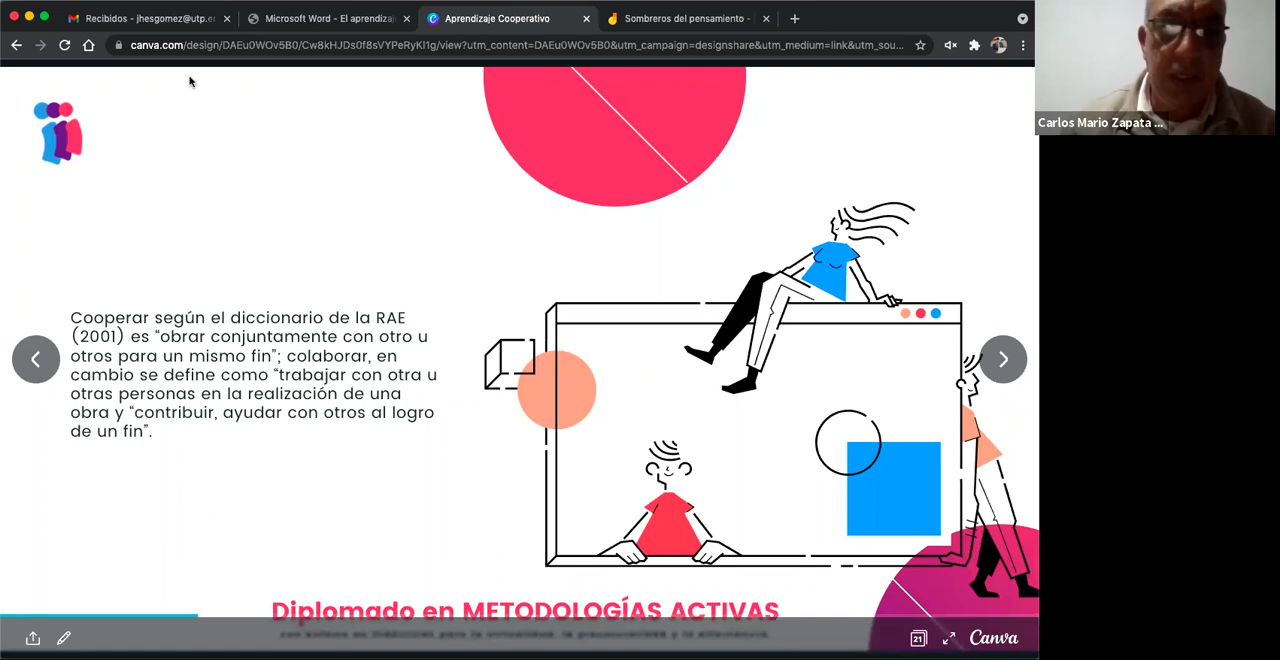 Recibidos - jhesgomez@utp.e
Microsoft Word - El aprendiza
Aprendizaje Cooperativo
Sombreros del pensamiento -
canva.com/design/DAEu0WOv5B0/Cw8kHJDs0f8sVYPeRyKl1g/view?utm_content=DAEu0WOv5B0&utm_campaign=designshare&utm_medium=link&utm_sou...
Carlos Mario Zapata ...
Cooperar según el diccionario de la RAE
(2001) es “obrar conjuntamente con otro u
otros para un mismo fin”; colaborar, en
cambio se define como “trabajar con otra u
otras personas en la realización de una
obra y “contribuir, ayudar con otros al logro
de un fin”.
Diplomado en METODOLOGÍAS ACTIVAS
21
Canva